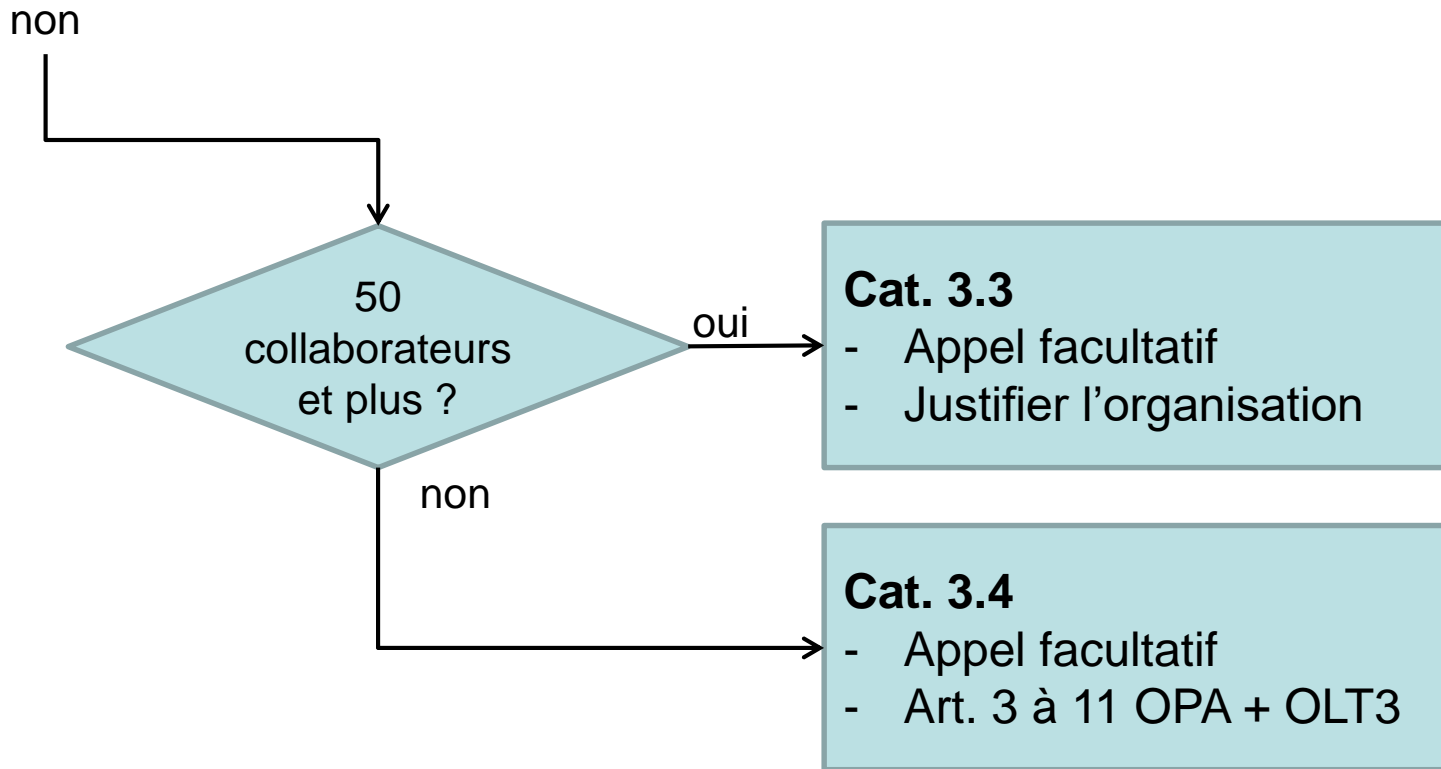 non
50
collaborateurs
et plus ?
oui
Cat. 3.3
- Appel facultatif
- Justifier l’organisation
non
Cat. 3.4
- Appel facultatif
- Art. 3 à 11 OPA + OLT3